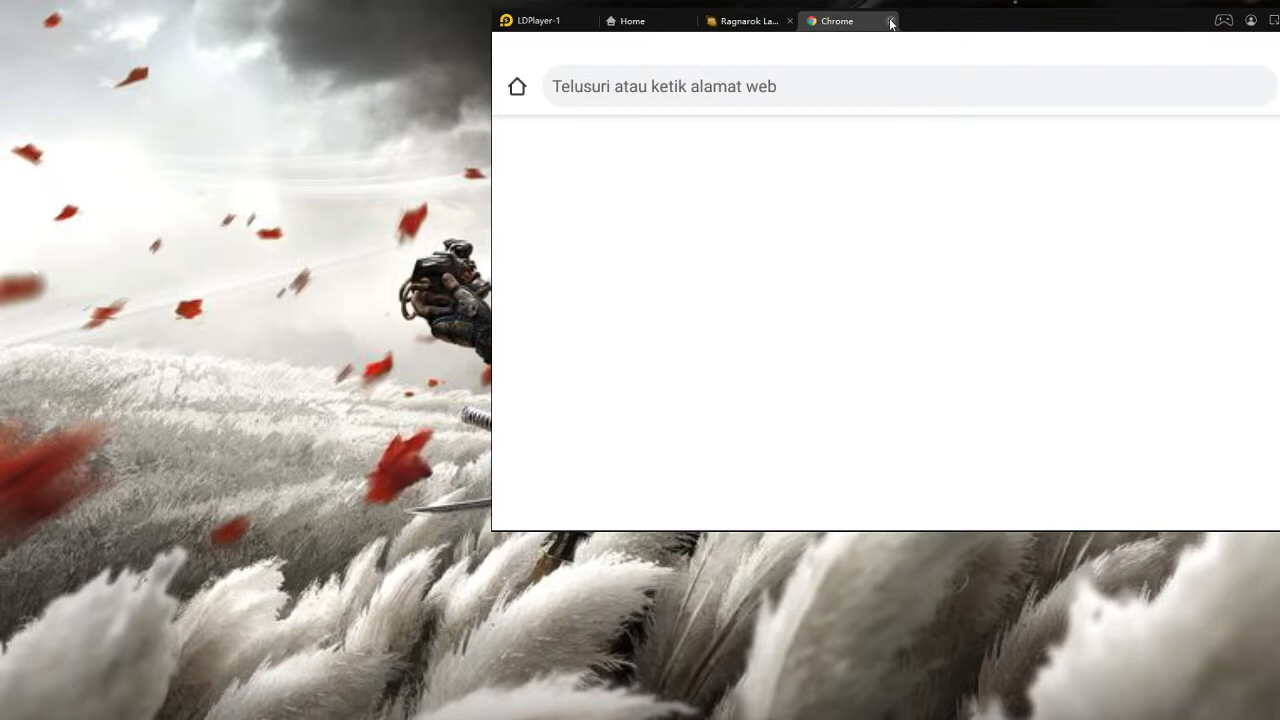 LDPlayer-1
Home
Ragnarok La...
Chrome
Telusuri atau ketik alamat web